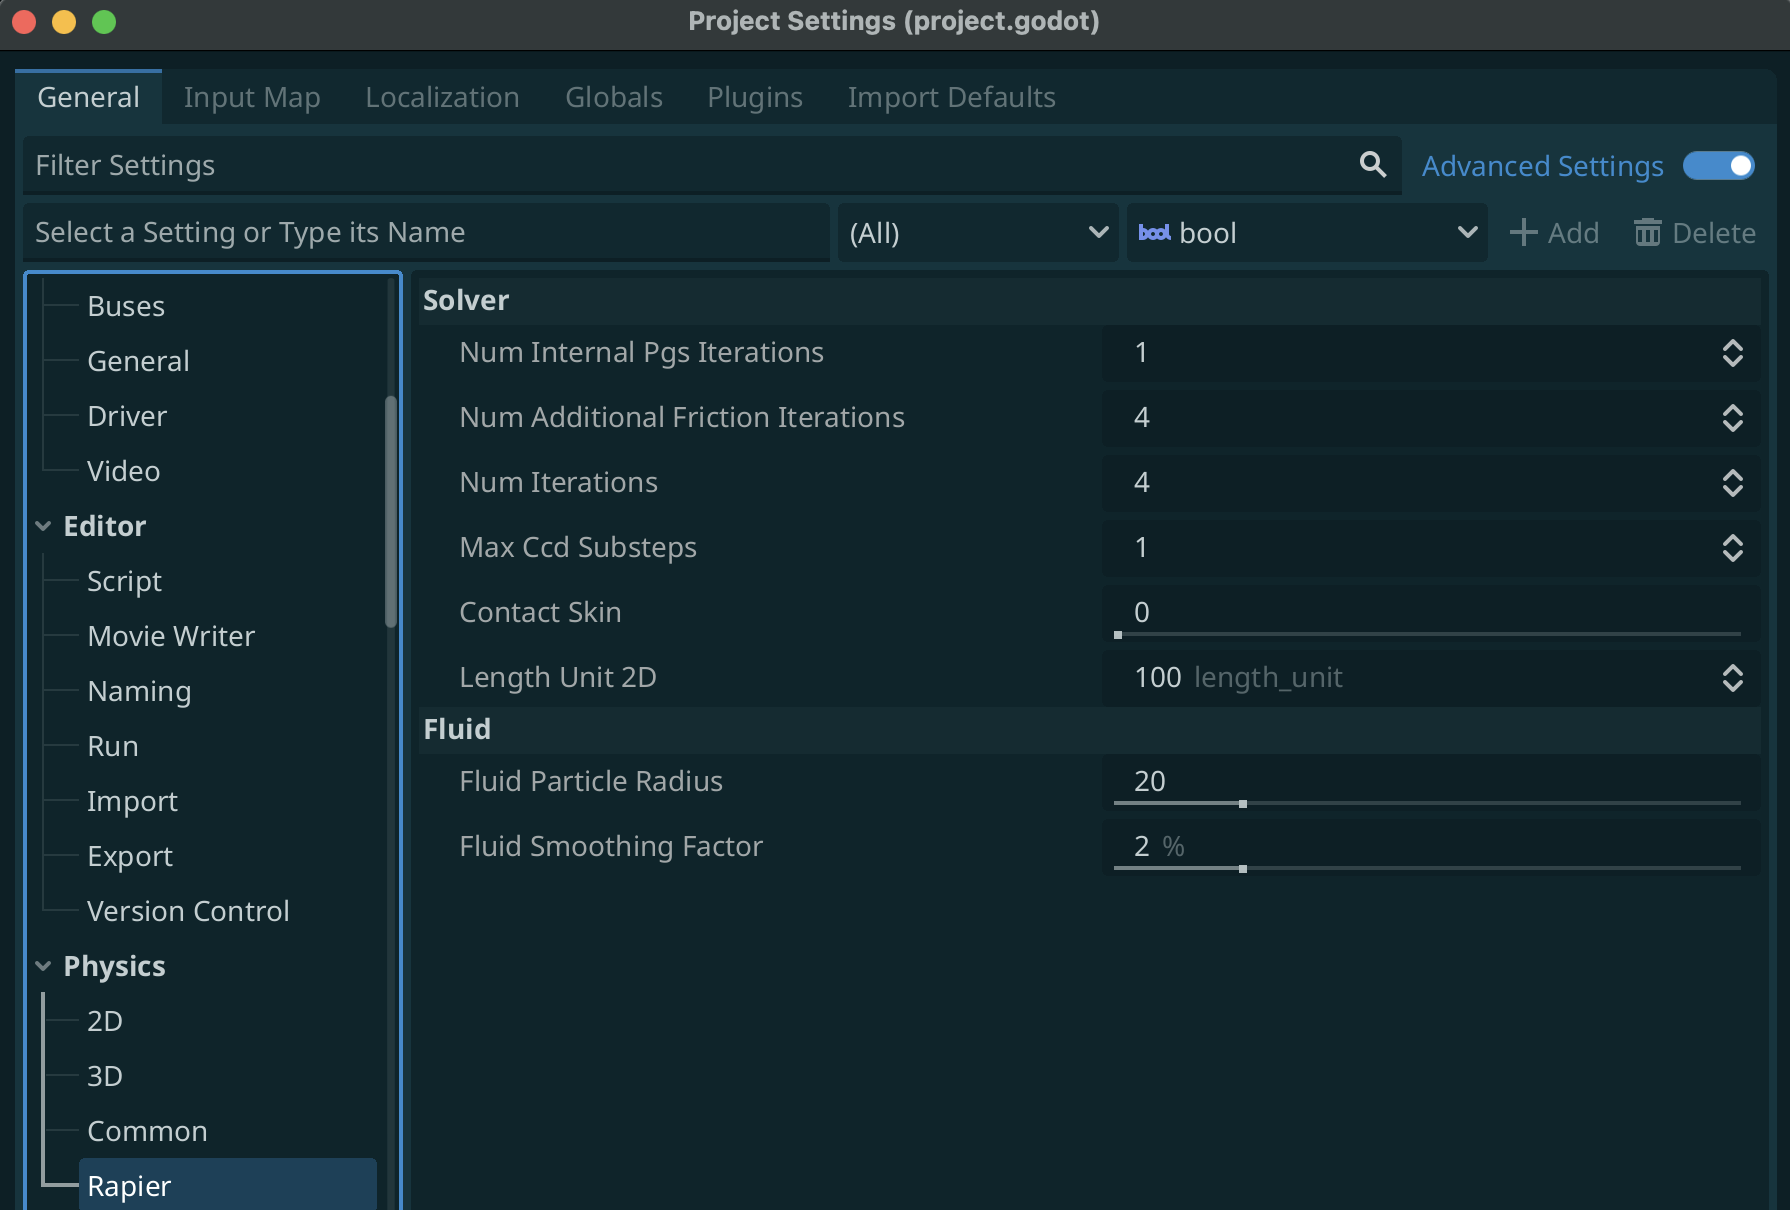 Project Settings (project.godot)
General Input Map Localization Globals Plugins Import Defaults
Filter Settings Advanced Settings
Select a Setting or Type its Name (All) bool bool Add Delete
Buses
General
Driver
Video
Editor
Script
Movie Writer
Naming
Run
Import
Export
Version Control
Physics
2D
3D
Common
Rapier
Solver
Num Internal Pgs Iterations 1
Num Additional Friction Iterations 4
Num Iterations 4
Max Ccd Substeps 1
Contact Skin 0
Length Unit 2D 100 length_unit
Fluid
Fluid Particle Radius 20
Fluid Smoothing Factor 2 %